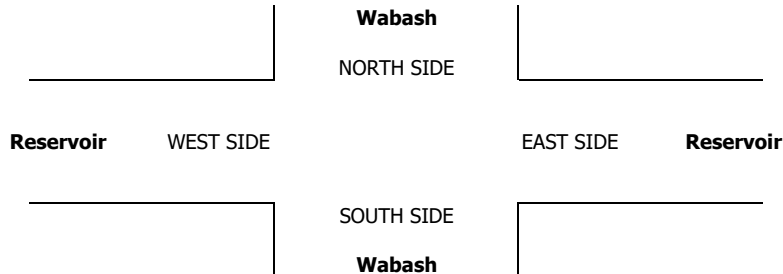 Wabash
NORTH SIDE
Reservoir WEST SIDE EAST SIDE Reservoir
SOUTH SIDE
Wabash